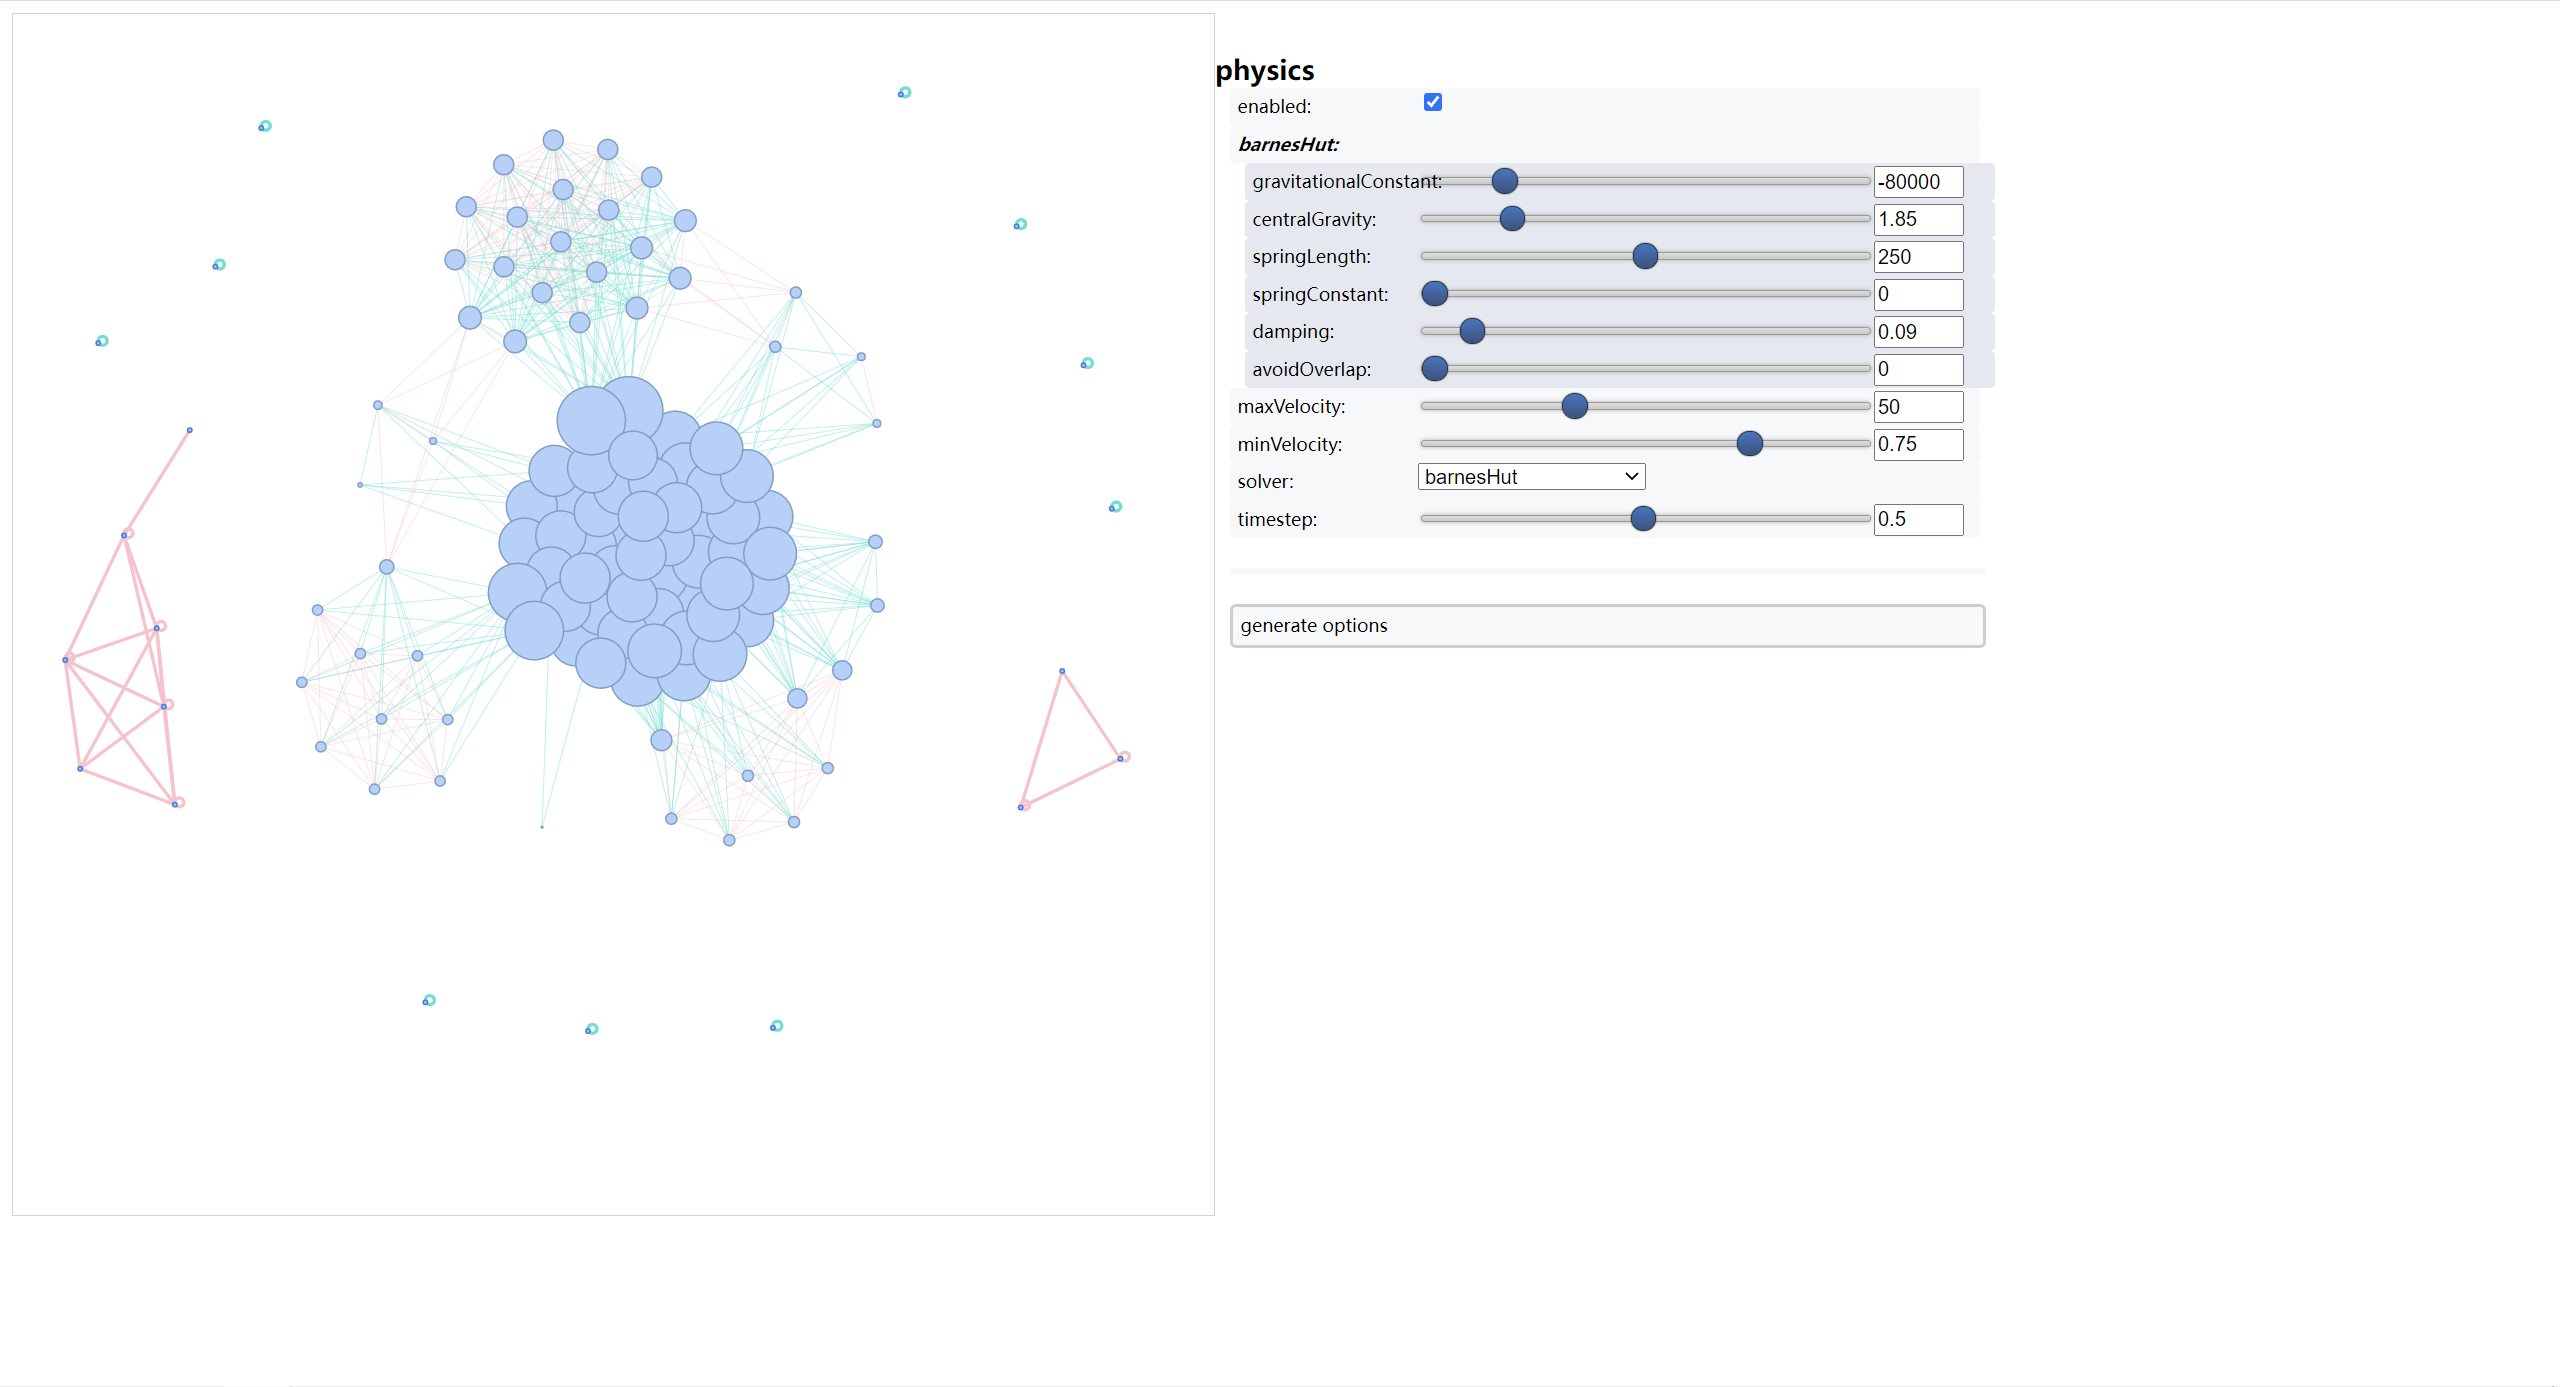 physics
enabled:
barnesHut:
gravitationalConstant: -80000
centralGravity: 1.85
springLength: 250
springConstant: 0
damping: 0.09
avoidOverlap: 0
maxVelocity: 50
minVelocity: 0.75
solver: barnesHut
timestep: 0.5
generate options